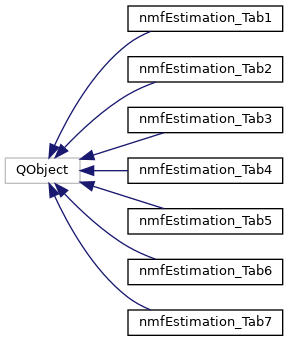 nmfEstimation_Tab1
nmfEstimation_Tab2
nmfEstimation_Tab3
QObject
nmfEstimation_Tab4
nmfEstimation_Tab5
nmfEstimation_Tab6
nmfEstimation_Tab7